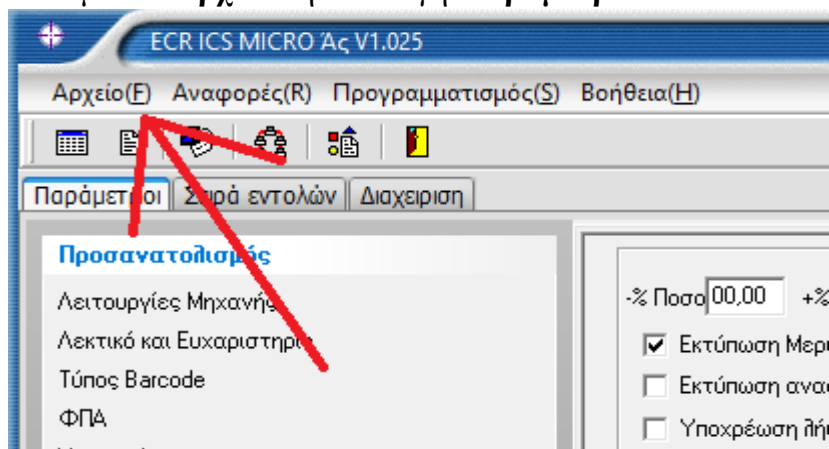 ECR ICS MICRO Άς V1.025
Αρχείο(F) Αναφορές(R) Προγραμματισμός(S) Βοήθεια(H)
Παράμετροι Σειρά εντολών Διαχειριση
Προσανατολισμός
Λειτουργίες Μηχανής
-% Ποσο 00,00 +%
Λεκτικό και Ευχαριστηριο
Εκτύπωση
Τύπος Barcode
Εκτύπωση
ΦΠΑ
Υποχρέωση